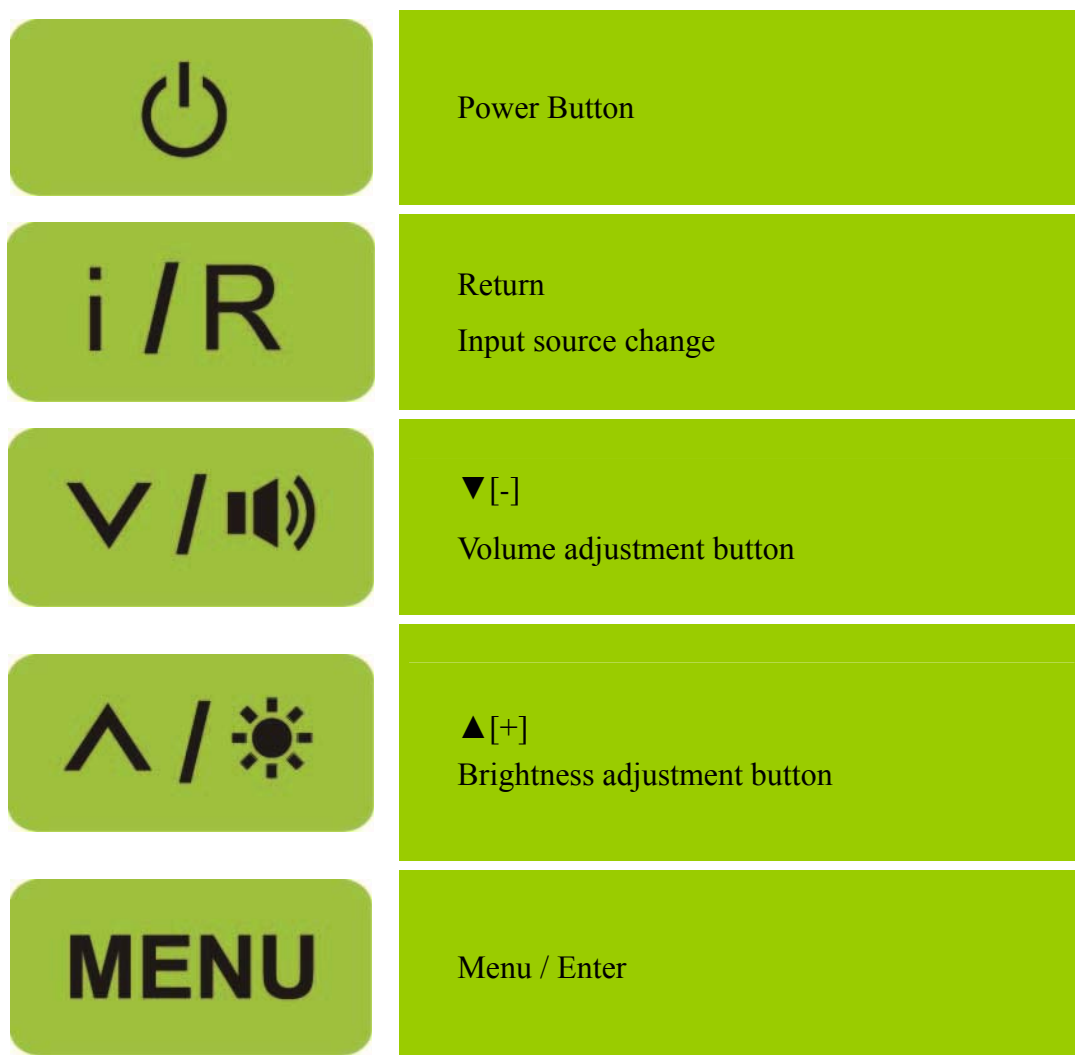 Power Button
i / R
Return
Input source change
∨ /
▼[-]
Volume adjustment button
∧ /
▲[+]
Brightness adjustment button
MENU
Menu / Enter